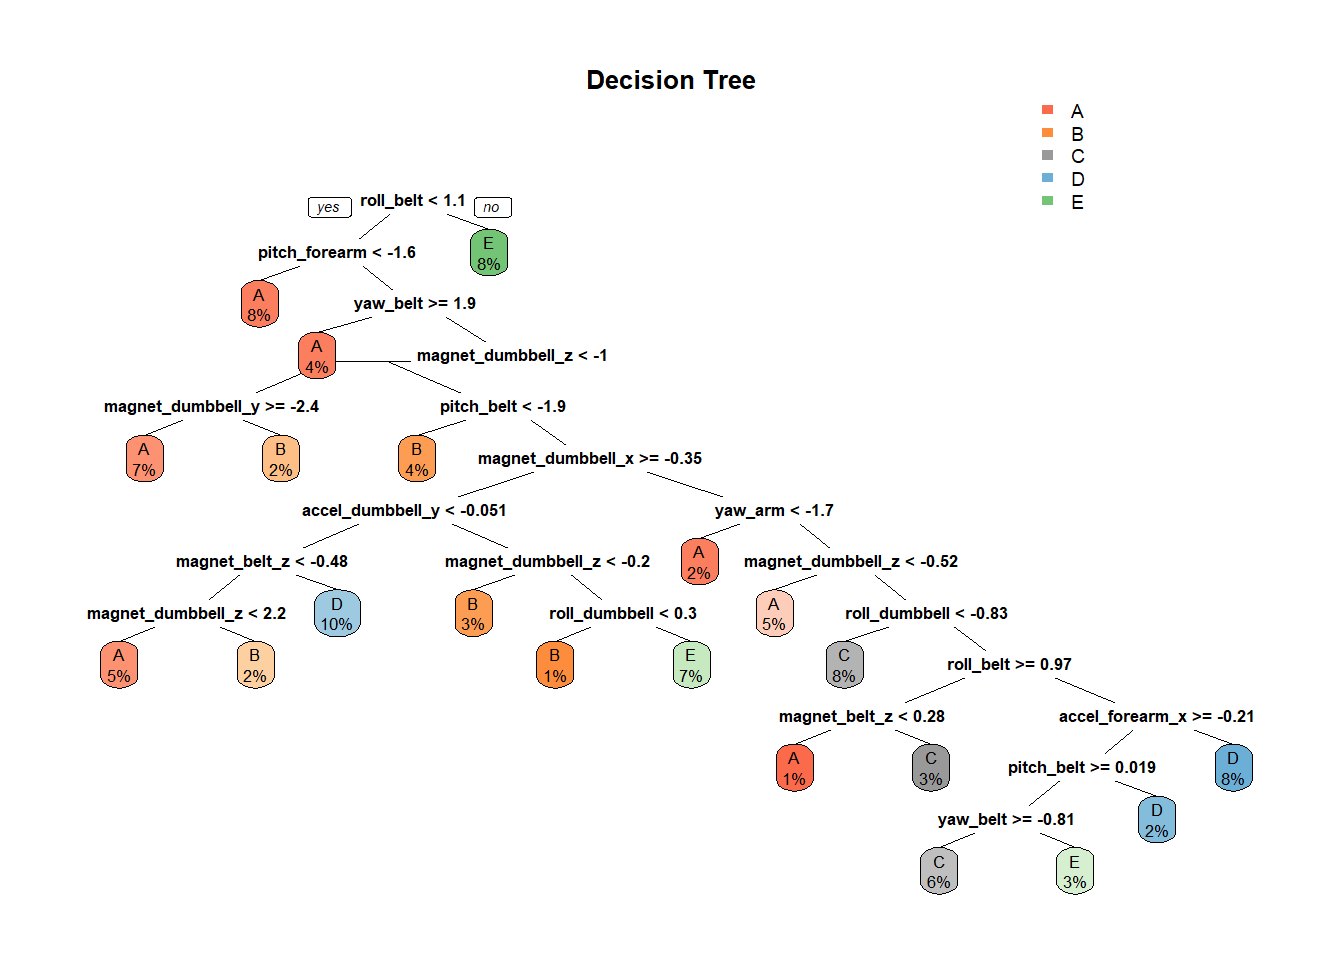 Decision Tree
A
B
C
D
E
yes
roll_belt < 1.1
no
pitch_forearm < -1.6
E
8%
A
8%
yaw_belt >= 1.9
A
4%
magnet_dumbbell_z < -1
magnet_dumbbell_y >= -2.4
pitch_belt < -1.9
A
7%
B
2%
B
4%
magnet_dumbbell_x >= -0.35
accel_dumbbell_y < -0.051
yaw_arm < -1.7
magnet_belt_z < -0.48
magnet_dumbbell_z < -0.2
A
2%
magnet_dumbbell_z < -0.52
magnet_dumbbell_z < 2.2
D
10%
B
3%
roll_dumbbell < 0.3
A
5%
roll_dumbbell < -0.83
A
5%
B
2%
B
1%
E
7%
C
8%
roll_belt >= 0.97
magnet_belt_z < 0.28
accel_forearm_x >= -0.21
A
1%
C
3%
pitch_belt >= 0.019
D
8%
yaw_belt >= -0.81
D
2%
C
6%
E
3%